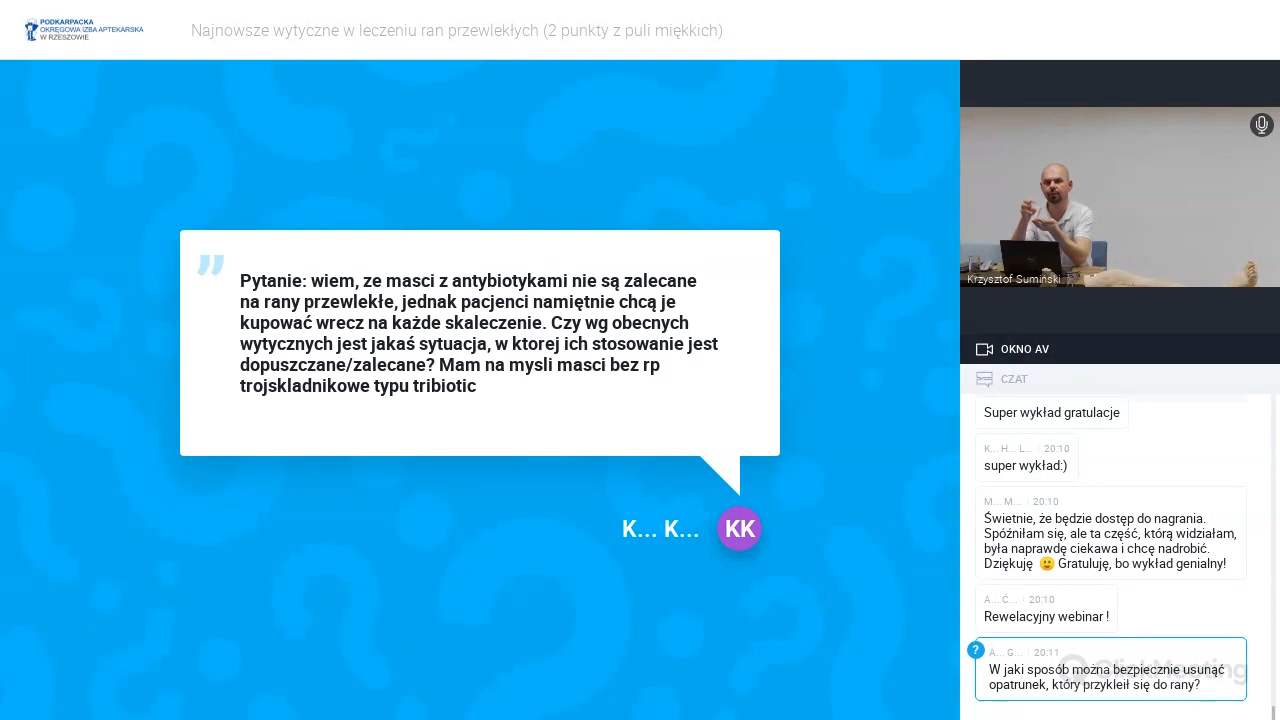 PODKARPACKA
OKRĘGOWA IZBA APTEKARSKA
W RZESZOWIE
Najnowsze wytyczne w leczeniu ran przewlekłych (2 punkty z puli miękkich)
Pytanie: wiem, ze masci z antybiotykami nie są zalecane
na rany przewlekłe, jednak pacjenci namiętnie chcą je
kupować wrecz na każde skaleczenie. Czy wg obecnych
wytycznych jest jakaś sytuacja, w ktorej ich stosowanie jest
dopuszczane/zalecane? Mam na mysli masci bez rp
trojskladnikowe typu tribiotic
K... K...
KK
Krzysztof Sumiński
OKNO AV
CZAT
Super wykład gratulacje
K... H... L... 20:10
super wykład:)
M... M... 20:10
Świetnie, że będzie dostęp do nagrania.
Spóźniłam się, ale ta część, którą widziałam,
była naprawdę ciekawa i chcę nadrobić.
Dziękuję 🙂 Gratuluję, bo wykład genialny!
A... Ć... 20:10
Rewelacyjny webinar !
?
A... G... 20:11
W jaki sposób można bezpiecznie usunąć
opatrunek, który przykleił się do rany?
ClickMeeting